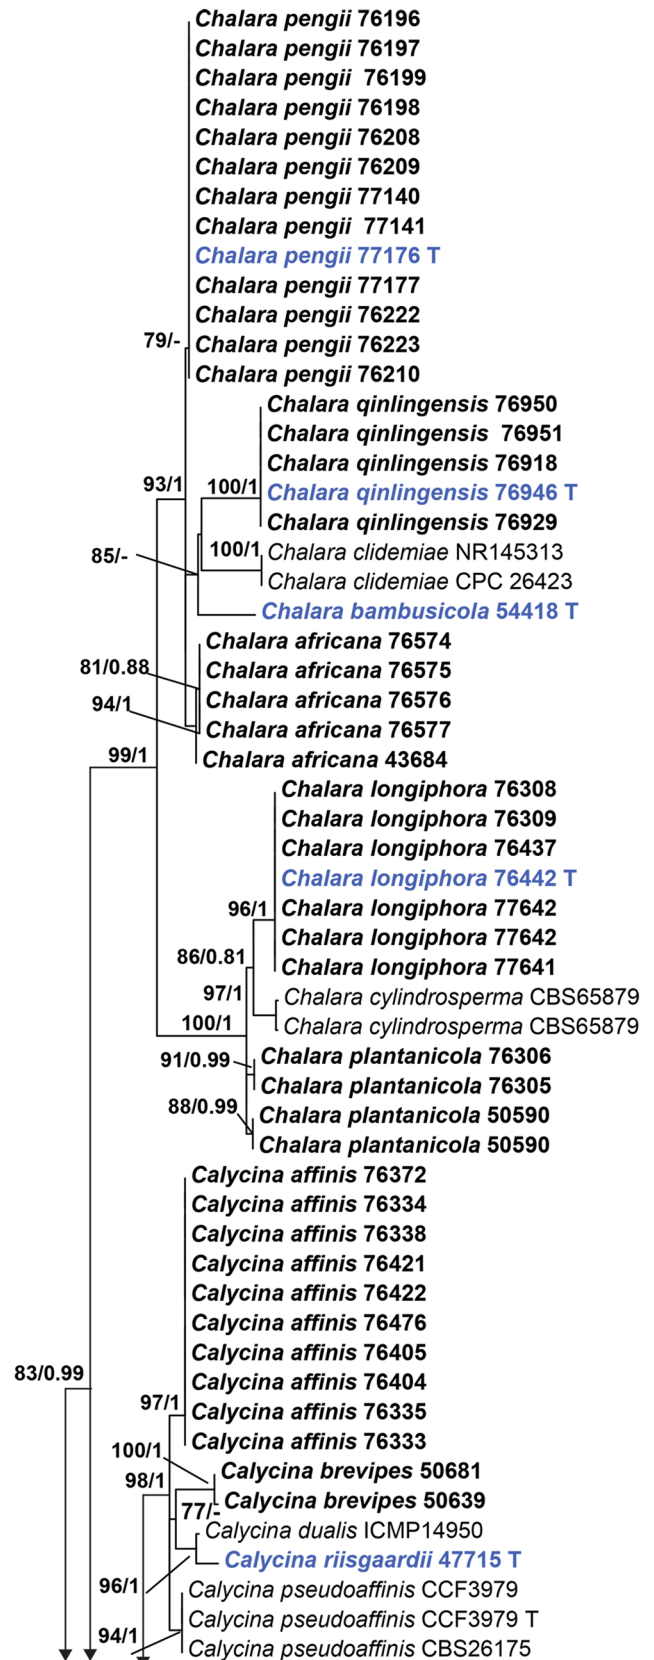 Chalara pengii 76196
Chalara pengii 76197
Chalara pengii 76199
Chalara pengii 76198
Chalara pengii 76208
Chalara pengii 76209
Chalara pengii 77140
Chalara pengii 77141
Chalara pengii 77176 T
Chalara pengii 77177
Chalara pengii 76222
Chalara pengii 76223
79/-
Chalara pengii 76210
Chalara qinlingensis 76950
Chalara qinlingensis 76951
Chalara qinlingensis 76918
93/1 100/1 Chalara qinlingensis 76946 T
Chalara qinlingensis 76929
85/- 100/1 Chalara clidemiae NR145313
Chalara clidemiae CPC 26423
Chalara bambusicola 54418 T
Chalara africana 76574
81/0.88 Chalara africana 76575
94/1 Chalara africana 76576
Chalara africana 76577
99/1 Chalara africana 43684
Chalara longiphora 76308
Chalara longiphora 76309
Chalara longiphora 76437
Chalara longiphora 76442 T
96/1 Chalara longiphora 77642
Chalara longiphora 77642
86/0.81 Chalara longiphora 77641
97/1 Chalara cylindrosperma CBS65879
100/1 Chalara cylindrosperma CBS65879
91/0.99 Chalara plantanicola 76306
Chalara plantanicola 76305
88/0.99 Chalara plantanicola 50590
Chalara plantanicola 50590
Calycina affinis 76372
Calycina affinis 76334
Calycina affinis 76338
Calycina affinis 76421
Calycina affinis 76422
Calycina affinis 76476
Calycina affinis 76405
83/0.99 Calycina affinis 76404
97/1 Calycina affinis 76335
Calycina affinis 76333
100/1 Calycina brevipes 50681
98/1 Calycina brevipes 50639
77/- Calycina dualis ICMP14950
Calycina riisgaardii 47715 T
96/1 Calycina pseudoaffinis CCF3979
Calycina pseudoaffinis CCF3979 T
94/1 Calycina pseudoaffinis CBS26175